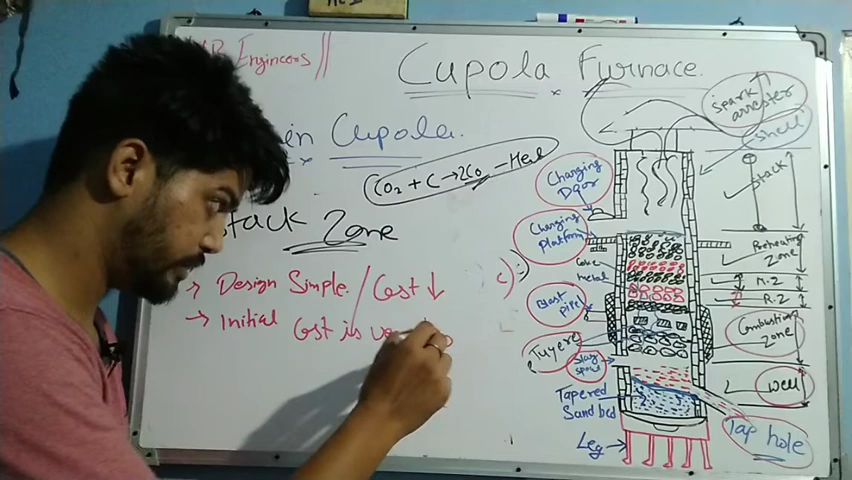 Engineers
Cupola Furnace.
in Cupola.
CO2 + C → 2CO - Heat
Stack Zone
→ Design Simple. / Cost ↓
→ Initial Cost is
Spark arrester
Shell
Charging Door
Stack
Charging Platform
Preheating Zone
Coke
metal
M.Z
R.Z
Blast pipe
Combustion Zone
Tuyere
Slag spout
Well
Tapered Sand bed
Tap hole
Leg